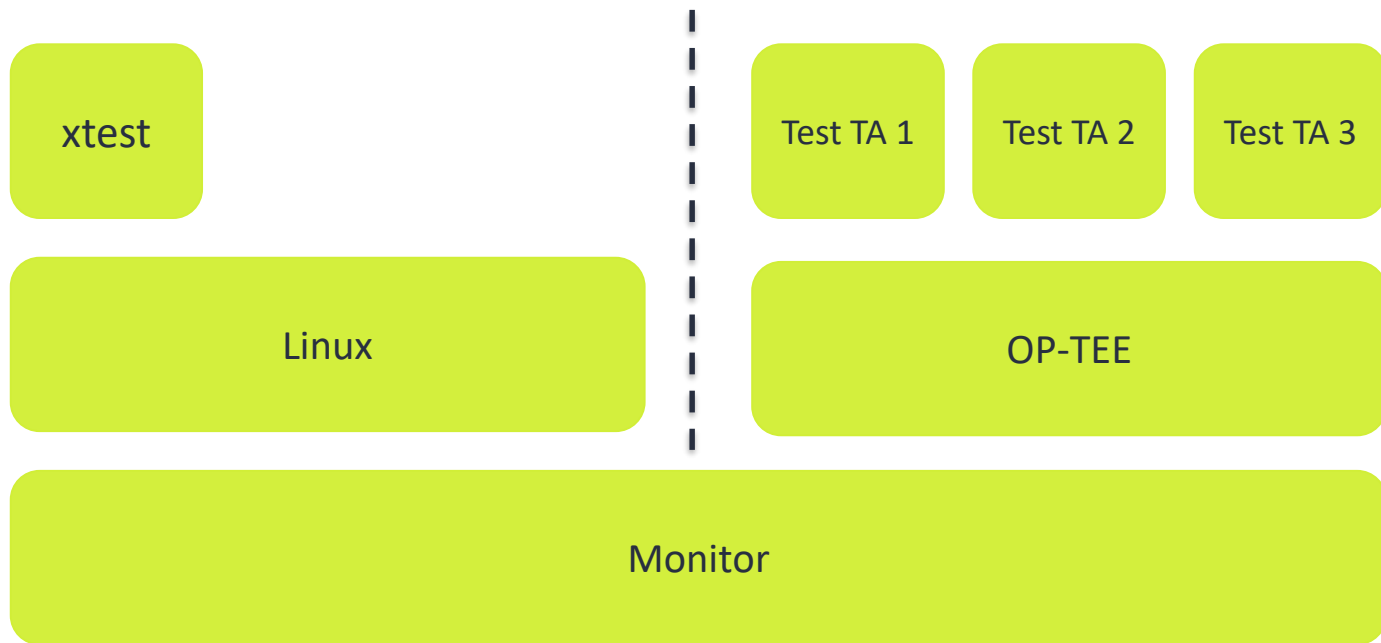 xtest
Test TA 1
Test TA 2
Test TA 3
Linux
OP-TEE
Monitor